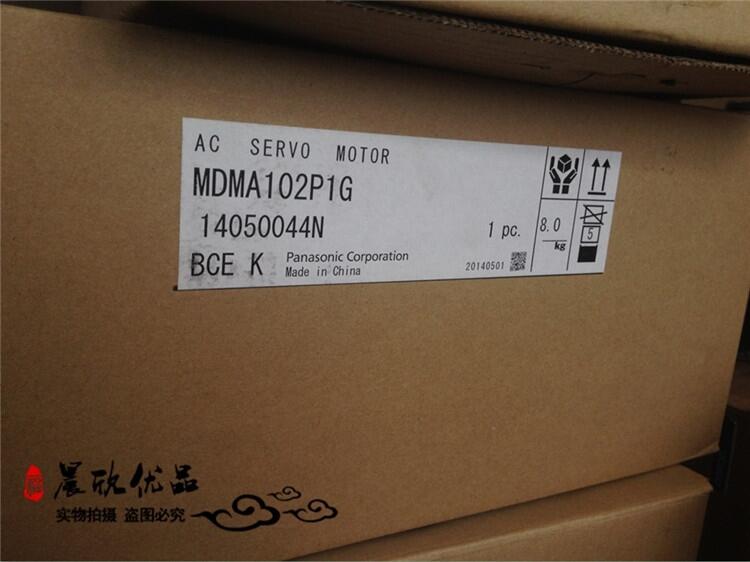 AC SERVO MOTOR
MDMA102P1G
14050044N
1 pc.
8.0
kg
5
BCE K
Panasonic Corporation
Made in China
20140501
晨欣优品
实物拍摄 盗图必究